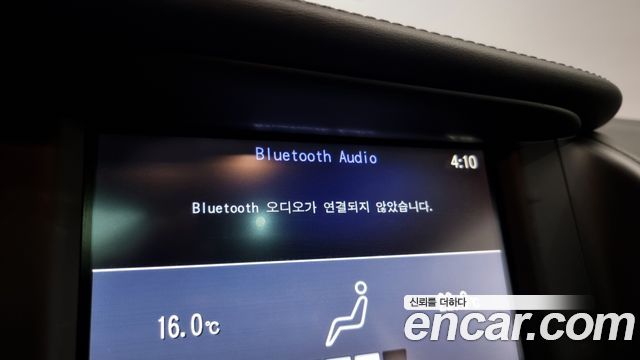 Bluetooth Audio
4:10
Bluetooth 오디오가 연결되지 않았습니다.
16.0℃
신뢰를 더하다
encar.com